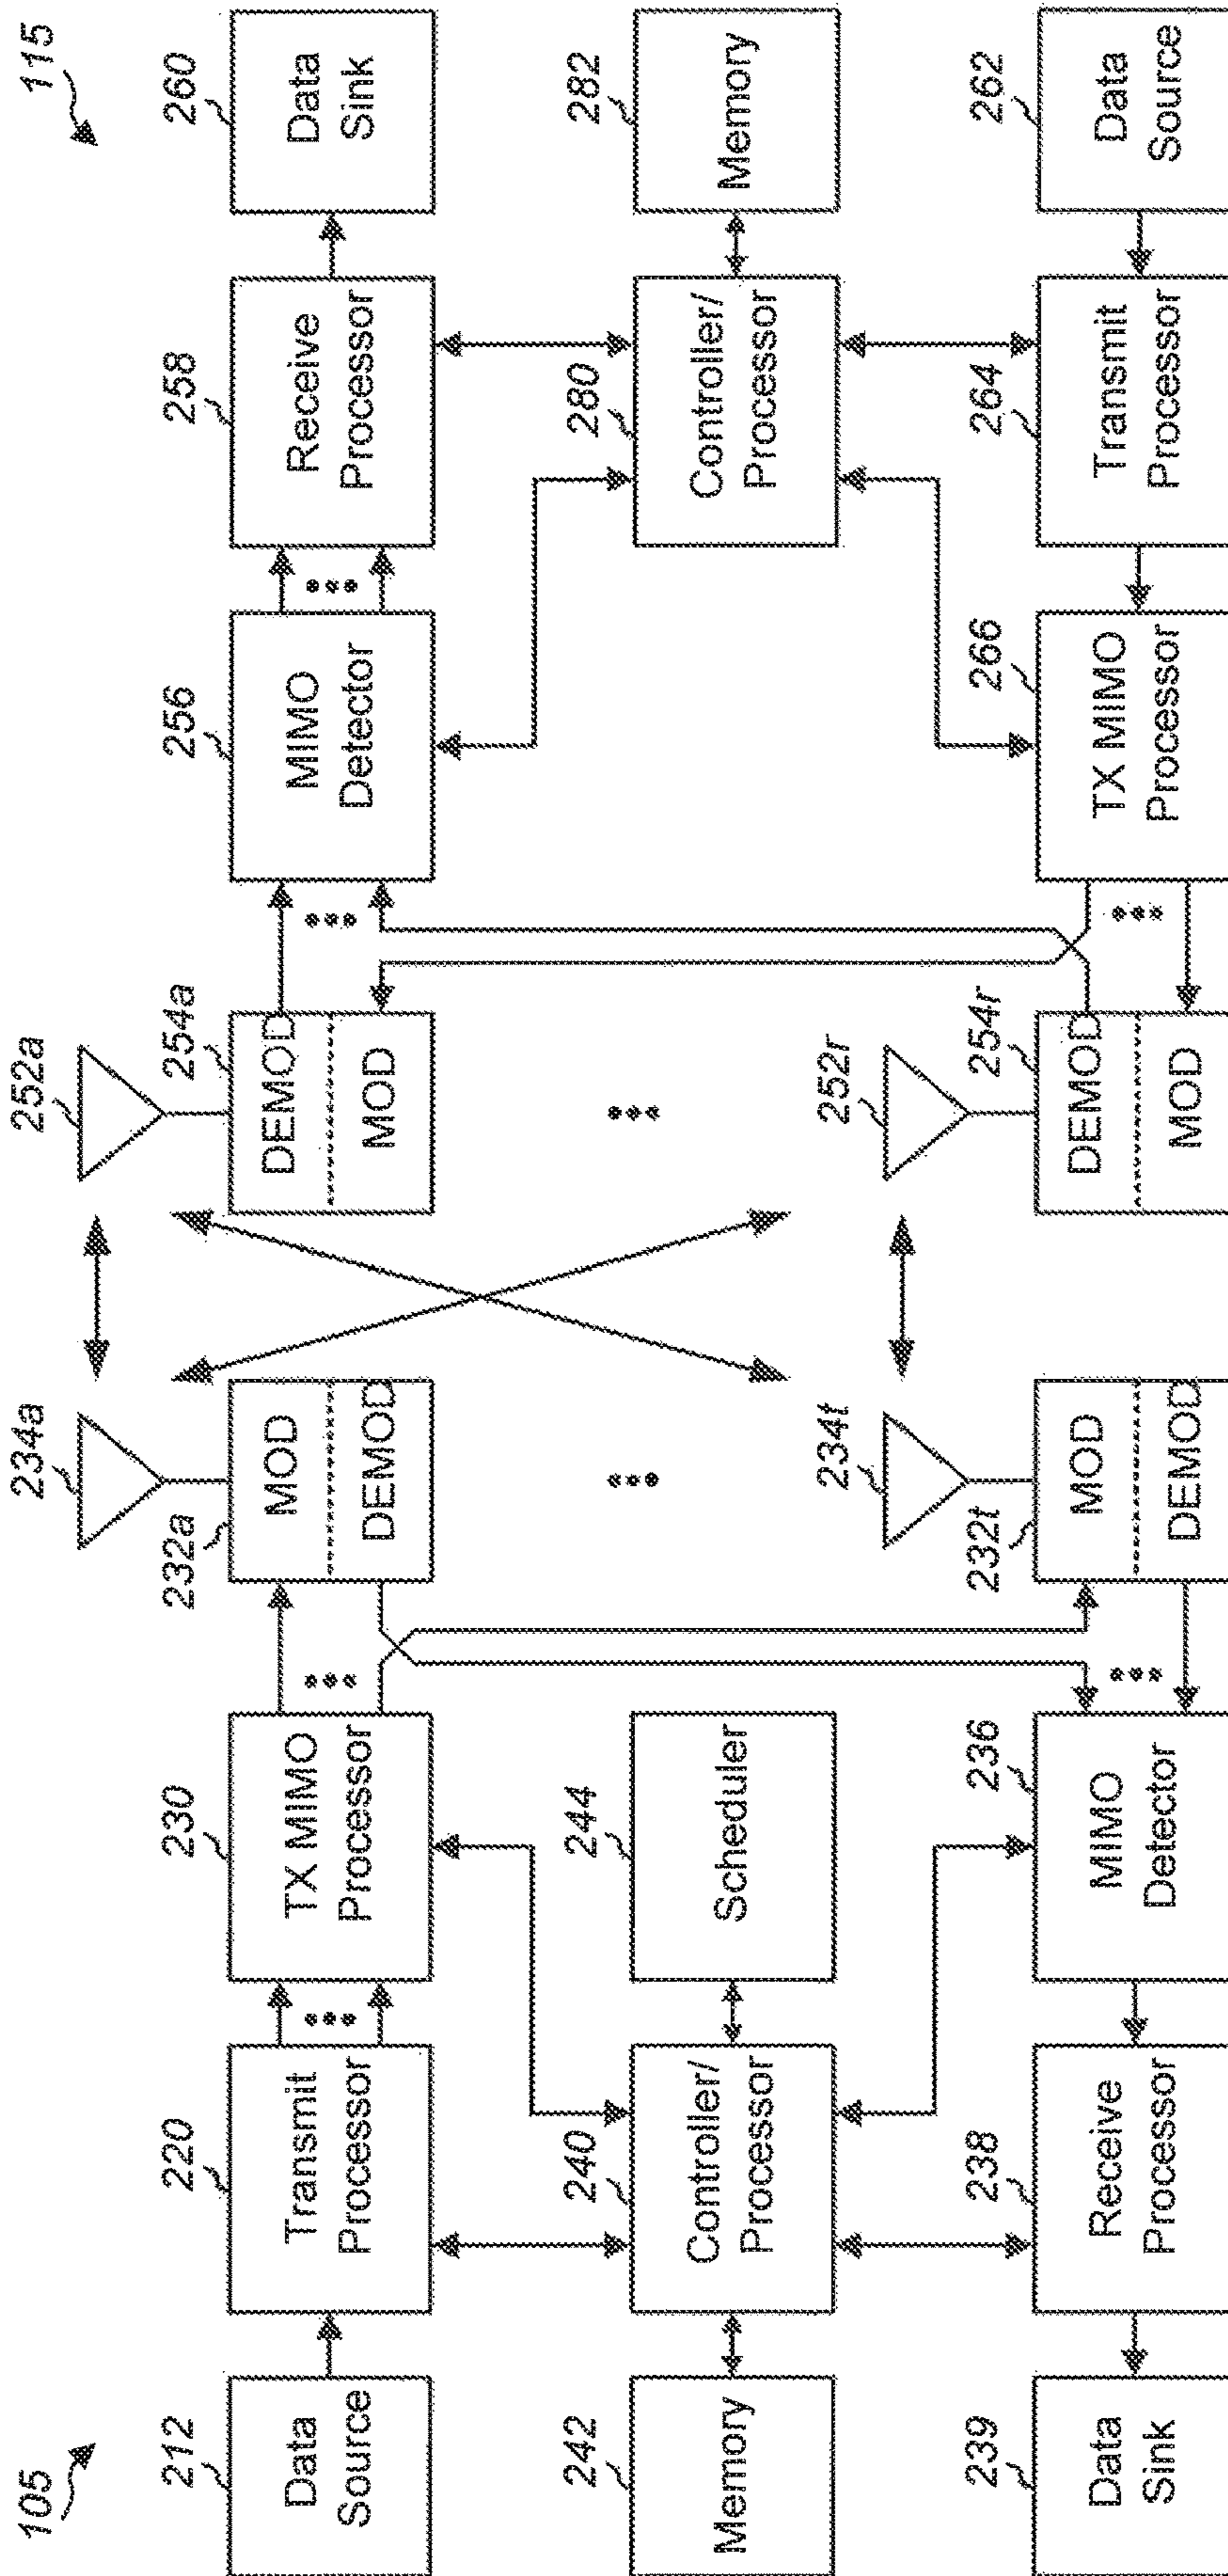 105
115
234a
252a
212
220
230
232a
254a
256
258
260
Data
Source
Transmit
Processor
TX MIMO
Processor
MOD
DEMOD
DEMOD
MOD
MIMO
Detector
Receive
Processor
Data
Sink
242
240
244
234t
252r
280
282
Memory
Controller/
Processor
Scheduler
Controller/
Processor
Memory
239
238
236
232t
254r
266
264
262
Data
Sink
Receive
Processor
MIMO
Detector
MOD
DEMOD
DEMOD
MOD
TX MIMO
Processor
Transmit
Processor
Data
Source